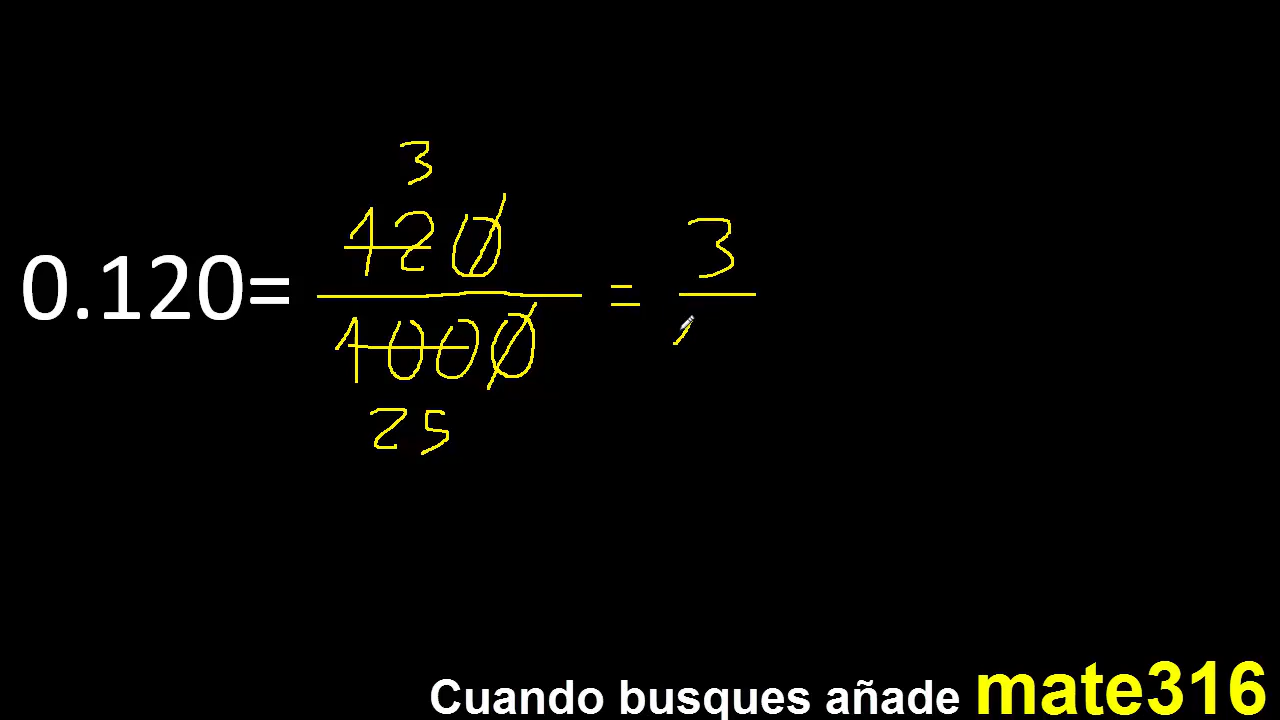 3
0.120= 120/1000 = 3/
25
Cuando busques añade mate316